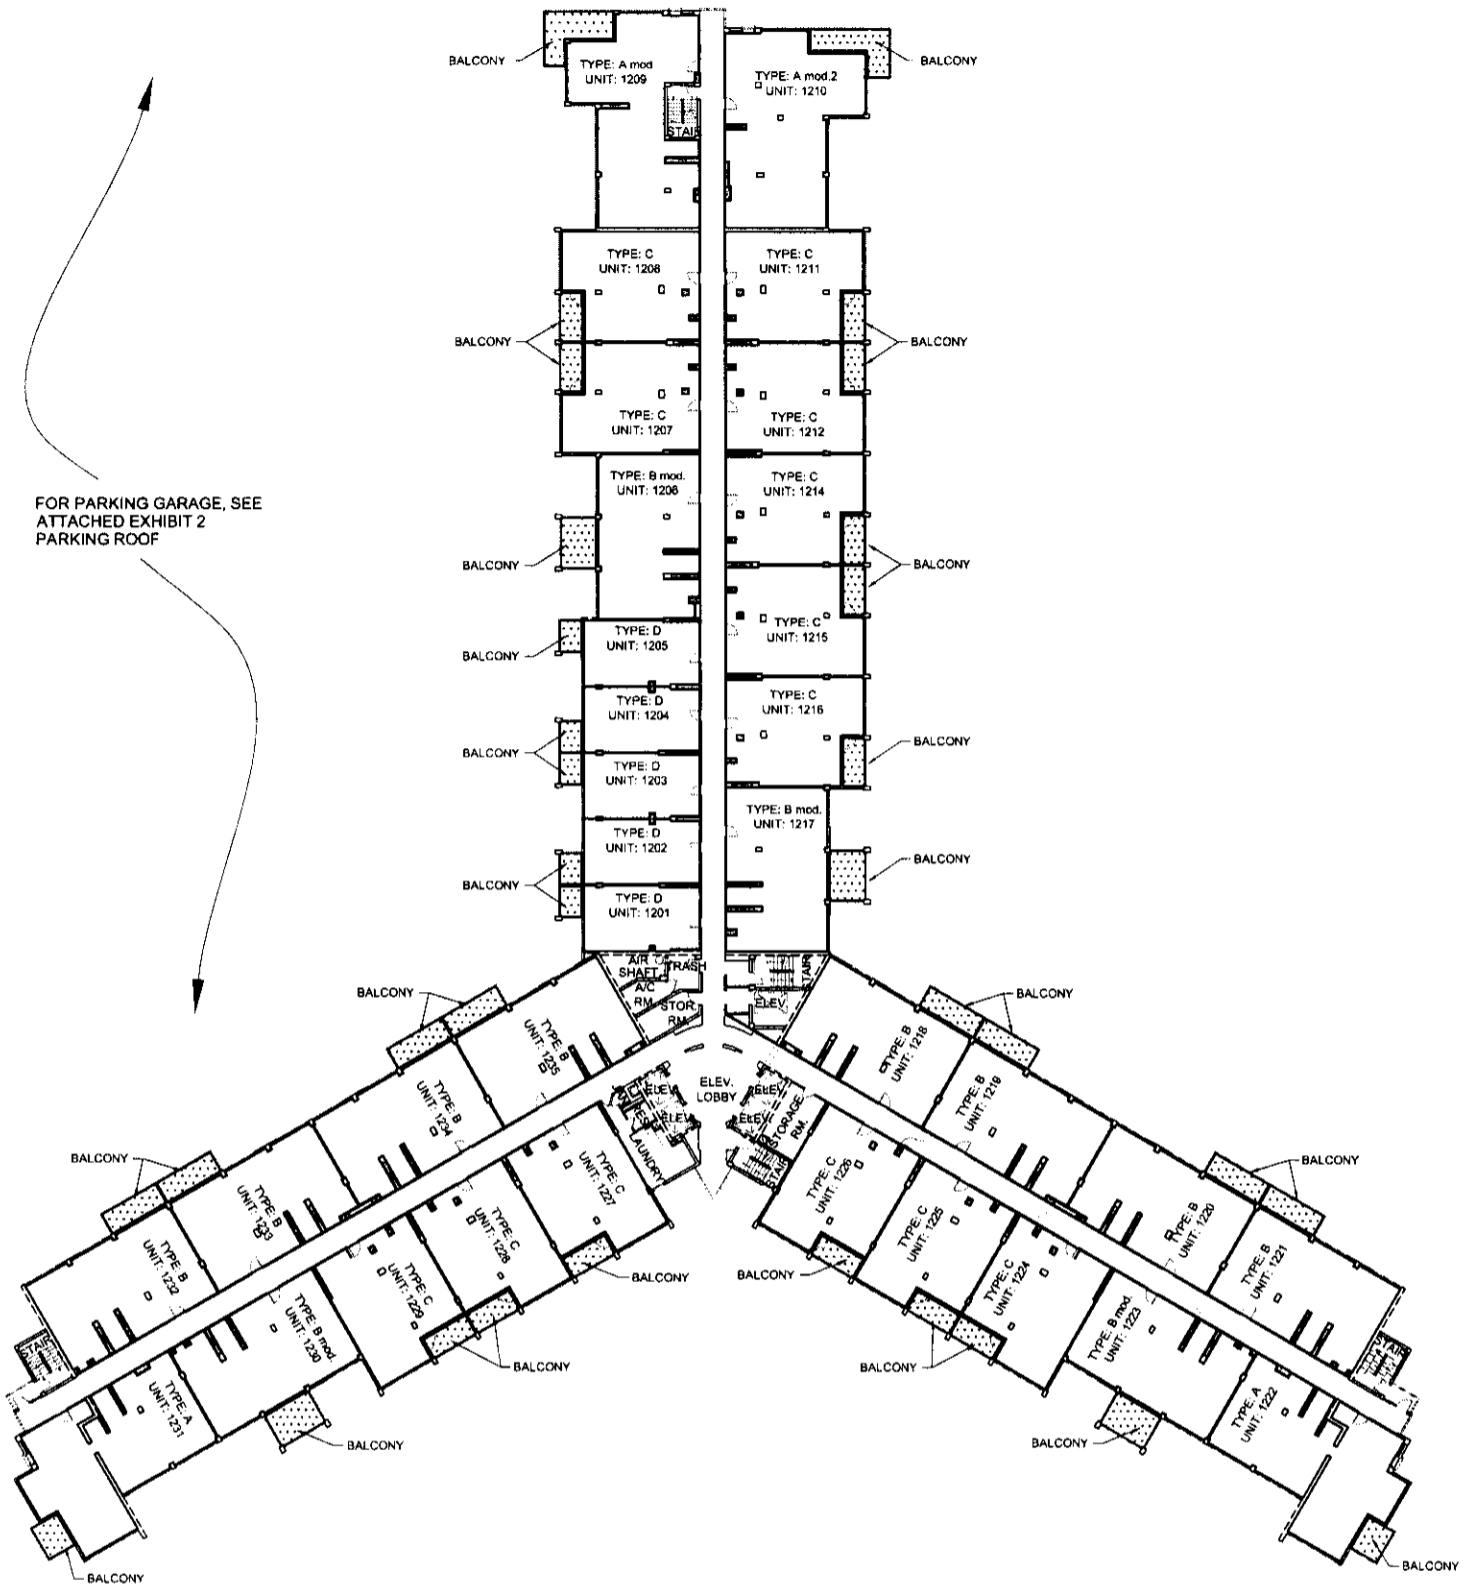 BALCONY
TYPE: A mod
UNIT: 1209
TYPE: A mod.2
UNIT: 1210
BALCONY
STAIR
TYPE: C
UNIT: 1208
TYPE: C
UNIT: 1211
BALCONY
BALCONY
TYPE: C
UNIT: 1207
TYPE: C
UNIT: 1212
TYPE: B mod.
UNIT: 1206
TYPE: C
UNIT: 1214
FOR PARKING GARAGE, SEE
ATTACHED EXHIBIT 2
PARKING ROOF
BALCONY
BALCONY
TYPE: D
UNIT: 1205
TYPE: C
UNIT: 1215
BALCONY
TYPE: D
UNIT: 1204
TYPE: C
UNIT: 1216
BALCONY
BALCONY
TYPE: D
UNIT: 1203
TYPE: B mod.
UNIT: 1217
TYPE: D
UNIT: 1202
BALCONY
BALCONY
TYPE: D
UNIT: 1201
AIR
SHAFT
TRASH
STAIR
A/C
RM.
STOR.
RM.
ELEV.
BALCONY
BALCONY
TYPE: B
UNIT: 1235
TYPE: B
UNIT: 1218
ELEV.
LOBBY
ELEV.
ELEV.
ELEV.
ELEV.
TYPE: B
UNIT: 1234
TYPE: B
UNIT: 1219
STORAGE
RM.
LAUNDRY
STAIR
BALCONY
BALCONY
TYPE: C
UNIT: 1227
TYPE: C
UNIT: 1226
TYPE: B
UNIT: 1233
TYPE: C
UNIT: 1228
TYPE: C
UNIT: 1225
TYPE: B
UNIT: 1220
TYPE: B
UNIT: 1232
TYPE: C
UNIT: 1229
BALCONY
BALCONY
TYPE: C
UNIT: 1224
TYPE: B
UNIT: 1221
TYPE: B mod.
UNIT: 1230
TYPE: B mod.
UNIT: 1223
STAIR
STAIR
BALCONY
BALCONY
TYPE: A
UNIT: 1231
TYPE: A
UNIT: 1222
BALCONY
BALCONY
BALCONY
BALCONY